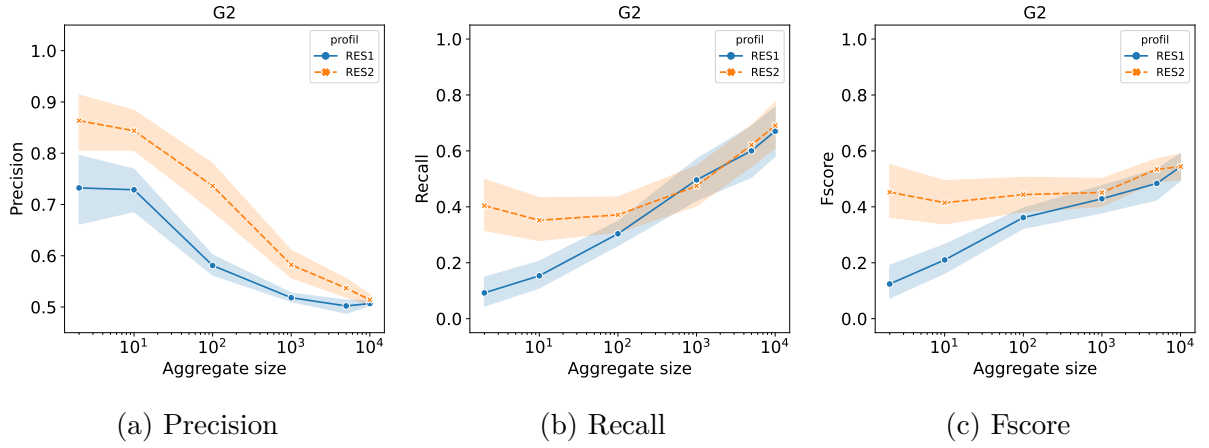 G2
Precision
1.0
0.9
0.8
0.7
0.6
0.5
profil
RES1
RES2
10^1
10^2
10^3
10^4
Aggregate size
(a) Precision
G2
Recall
1.0
0.8
0.6
0.4
0.2
0.0
profil
RES1
RES2
10^1
10^2
10^3
10^4
Aggregate size
(b) Recall
G2
Fscore
1.0
0.8
0.6
0.4
0.2
0.0
profil
RES1
RES2
10^1
10^2
10^3
10^4
Aggregate size
(c) Fscore